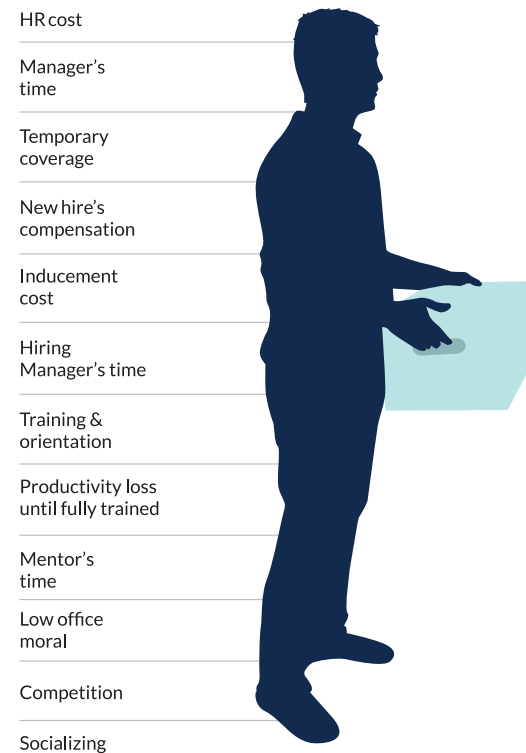 HR cost
Manager's
time
Temporary
coverage
New hire's
compensation
Inducement
cost
Hiring
Manager's time
Training &
orientation
Productivity loss
until fully trained
Mentor's
time
Low office
moral
Competition
Socializing